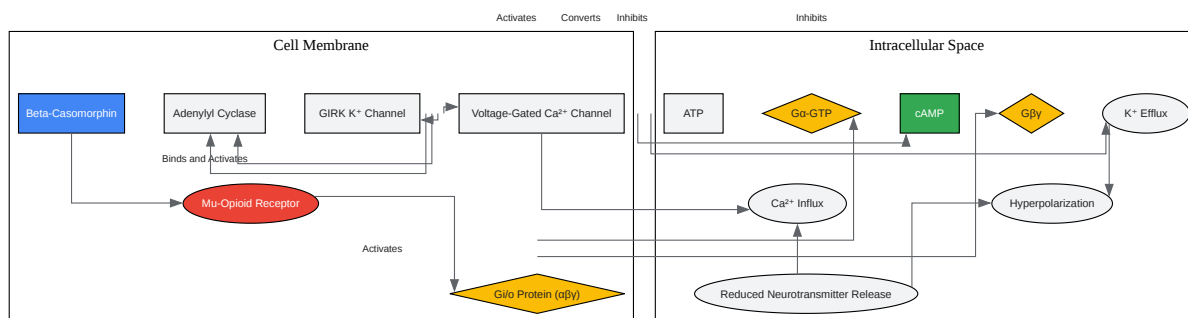 Activates
Converts
Inhibits
Inhibits
Cell Membrane
Intracellular Space
Beta-Casomorphin
Adenylyl Cyclase
GIRK K⁺ Channel
Voltage-Gated Ca²⁺ Channel
ATP
Gα-GTP
cAMP
Gβγ
K⁺ Efflux
Binds and Activates
Mu-Opioid Receptor
Ca²⁺ Influx
Hyperpolarization
Activates
Gi/o Protein (αβγ)
Reduced Neurotransmitter Release